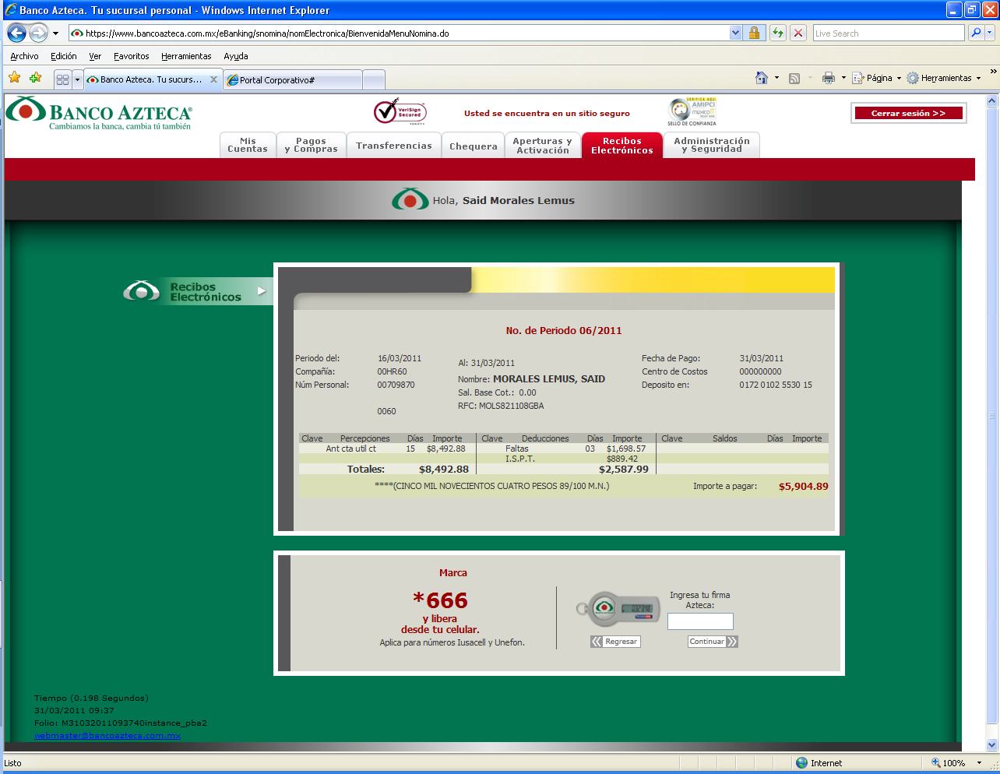 Banco Azteca. Tu sucursal personal - Windows Internet Explorer
https://www.bancoazteca.com.mx/eBanking/snomina/nomElectronica/BienvenidaMenuNomina.do
Live Search
Archivo Edición Ver Favoritos Herramientas Ayuda
Banco Azteca. Tu sucurs... Portal Corporativo# Página Herramientas
BANCO AZTECA
Cambiamos la banca, cambia tú también
VeriSign
Secured
VERIFY
Usted se encuentra en un sitio seguro
VERIFICA AQUI
AMIPCI
SELLO DE CONFIANZA
Cerrar sesión >>
Mis Cuentas
Pagos y Compras
Transferencias
Chequera
Aperturas y Activación
Recibos Electrónicos
Administración y Seguridad
Hola, Said Morales Lemus
Recibos
Electrónicos
No. de Periodo 06/2011
Periodo del: 16/03/2011 Al: 31/03/2011 Fecha de Pago: 31/03/2011
Compañía: 00HR60 Nombre: MORALES LEMUS, SAID Centro de Costos 000000000
Núm Personal: 00709870 Sal. Base Cot.: 0.00 Deposito en: 0172 0102 5530 15
0060 RFC: MOLS821108GBA
Clave Percepciones Días Importe Clave Deducciones Días Importe Clave Saldos Días Importe
Ant cta util ct 15 $8,492.88 Faltas 03 $1,698.57
I.S.P.T. $889.42
Totales: $8,492.88 $2,587.99
****(CINCO MIL NOVECIENTOS CUATRO PESOS 89/100 M.N.) Importe a pagar: $5,904.89
Marca
*666
y libera
desde tu celular.
Aplica para números Iusacell y Unefon.
Ingresa tu firma
Azteca:
Regresar Continuar
Tiempo (0.198 Segundos)
31/03/2011 09:37
Folio: M31032011093740instance_pba2
webmaster@bancoazteca.com.mx
Listo Internet 100%